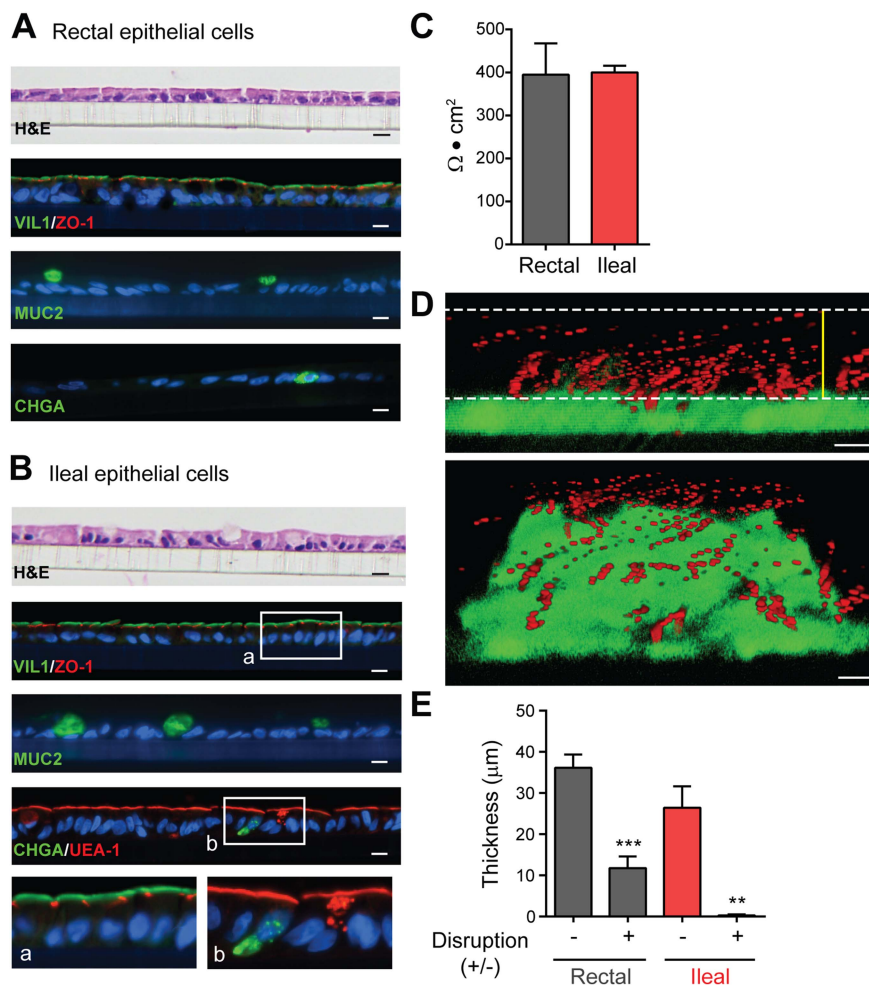 A Rectal epithelial cells
H&E
VIL1/ZO-1
MUC2
CHGA
B Ileal epithelial cells
H&E
VIL1/ZO-1
a
MUC2
CHGA/UEA-1
b
a
b
C
Ω • cm²
500
400
300
200
100
0
Rectal Ileal
D
E
Thickness (μm)
50
40
30
20
10
0
***
**
Disruption
(+/-)
- + - +
Rectal Ileal